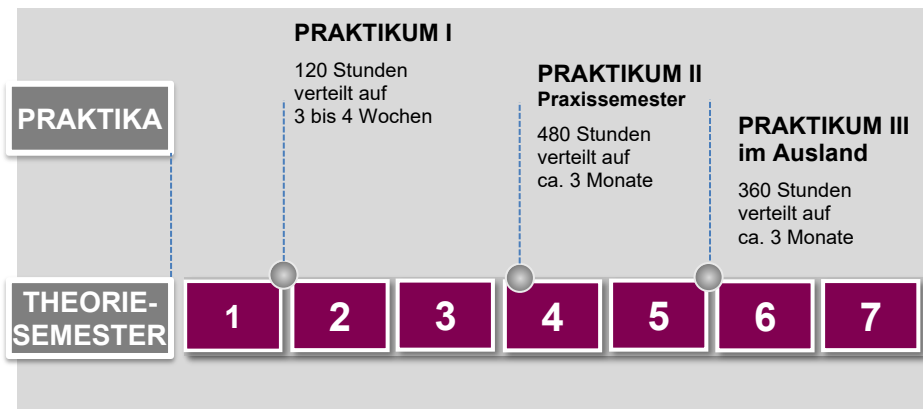 PRAKTIKA
PRAKTIKUM I
120 Stunden
verteilt auf
3 bis 4 Wochen
PRAKTIKUM II
Praxissemester
480 Stunden
verteilt auf
ca. 3 Monate
PRAKTIKUM III
im Ausland
360 Stunden
verteilt auf
ca. 3 Monate
THEORIE-
SEMESTER
1 2 3 4 5 6 7